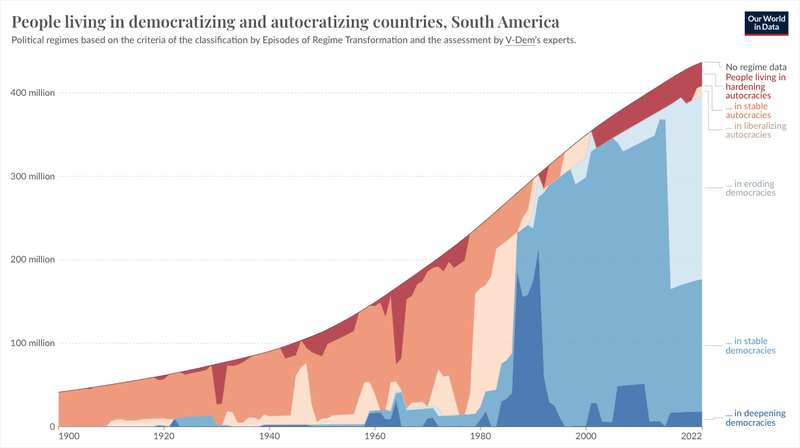 People living in democratizing and autocratizing countries, South America
Political regimes based on the criteria of the classification by Episodes of Regime Transformation and the assessment by V-Dem's experts.
Our World
in Data
400 million
300 million
200 million
100 million
0
1900
1920
1940
1960
1980
2000
2022
No regime data
People living in
hardening
autocracies
... in stable
autocracies
... in liberalizing
autocracies
... in eroding
democracies
... in stable
democracies
... in deepening
democracies